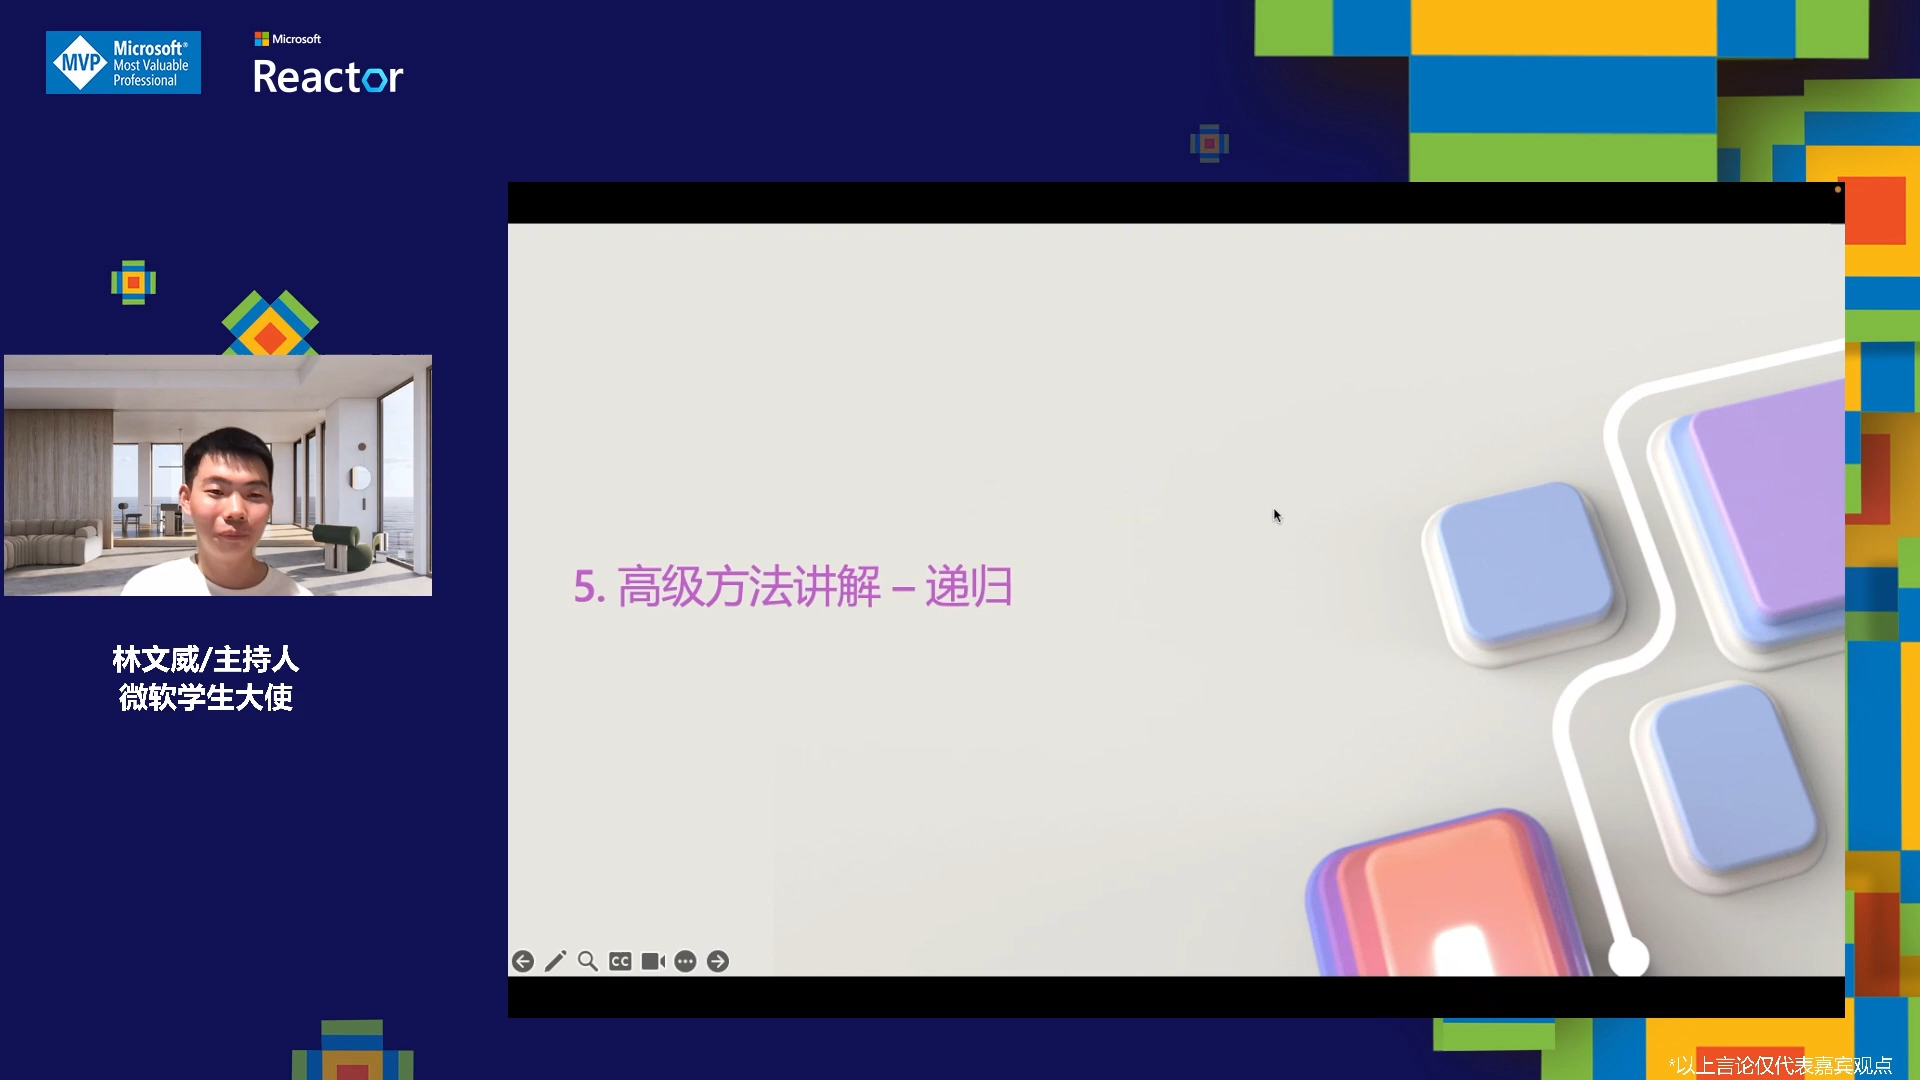 MVP
Microsoft®
Most Valuable
Professional
Microsoft
Reactor
5. 高级方法讲解 – 递归
林文威/主持人
微软学生大使
CC
*以上言论仅代表嘉宾观点